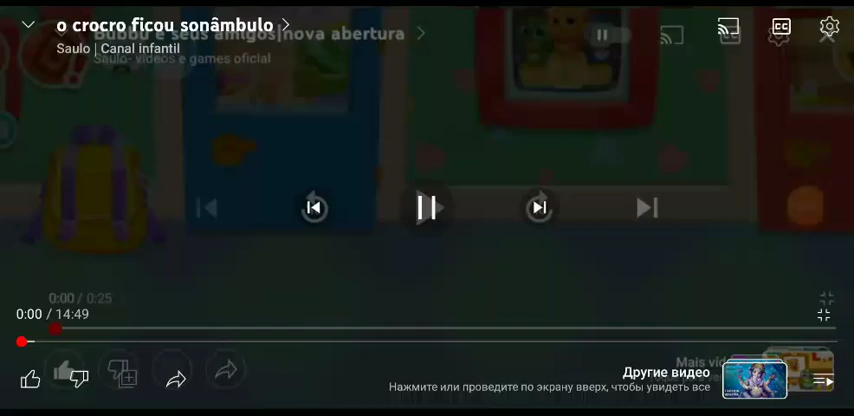 o crocro ficou sonâmbulo
Saulo | Canal infantil
Bubbu e seus amigos|nova abertura
Saulo- vídeos e games oficial
0:00 / 0:25
0:00 / 14:49
Mais
Другие видео
Нажмите или проведите по экрану вверх, чтобы увидеть все